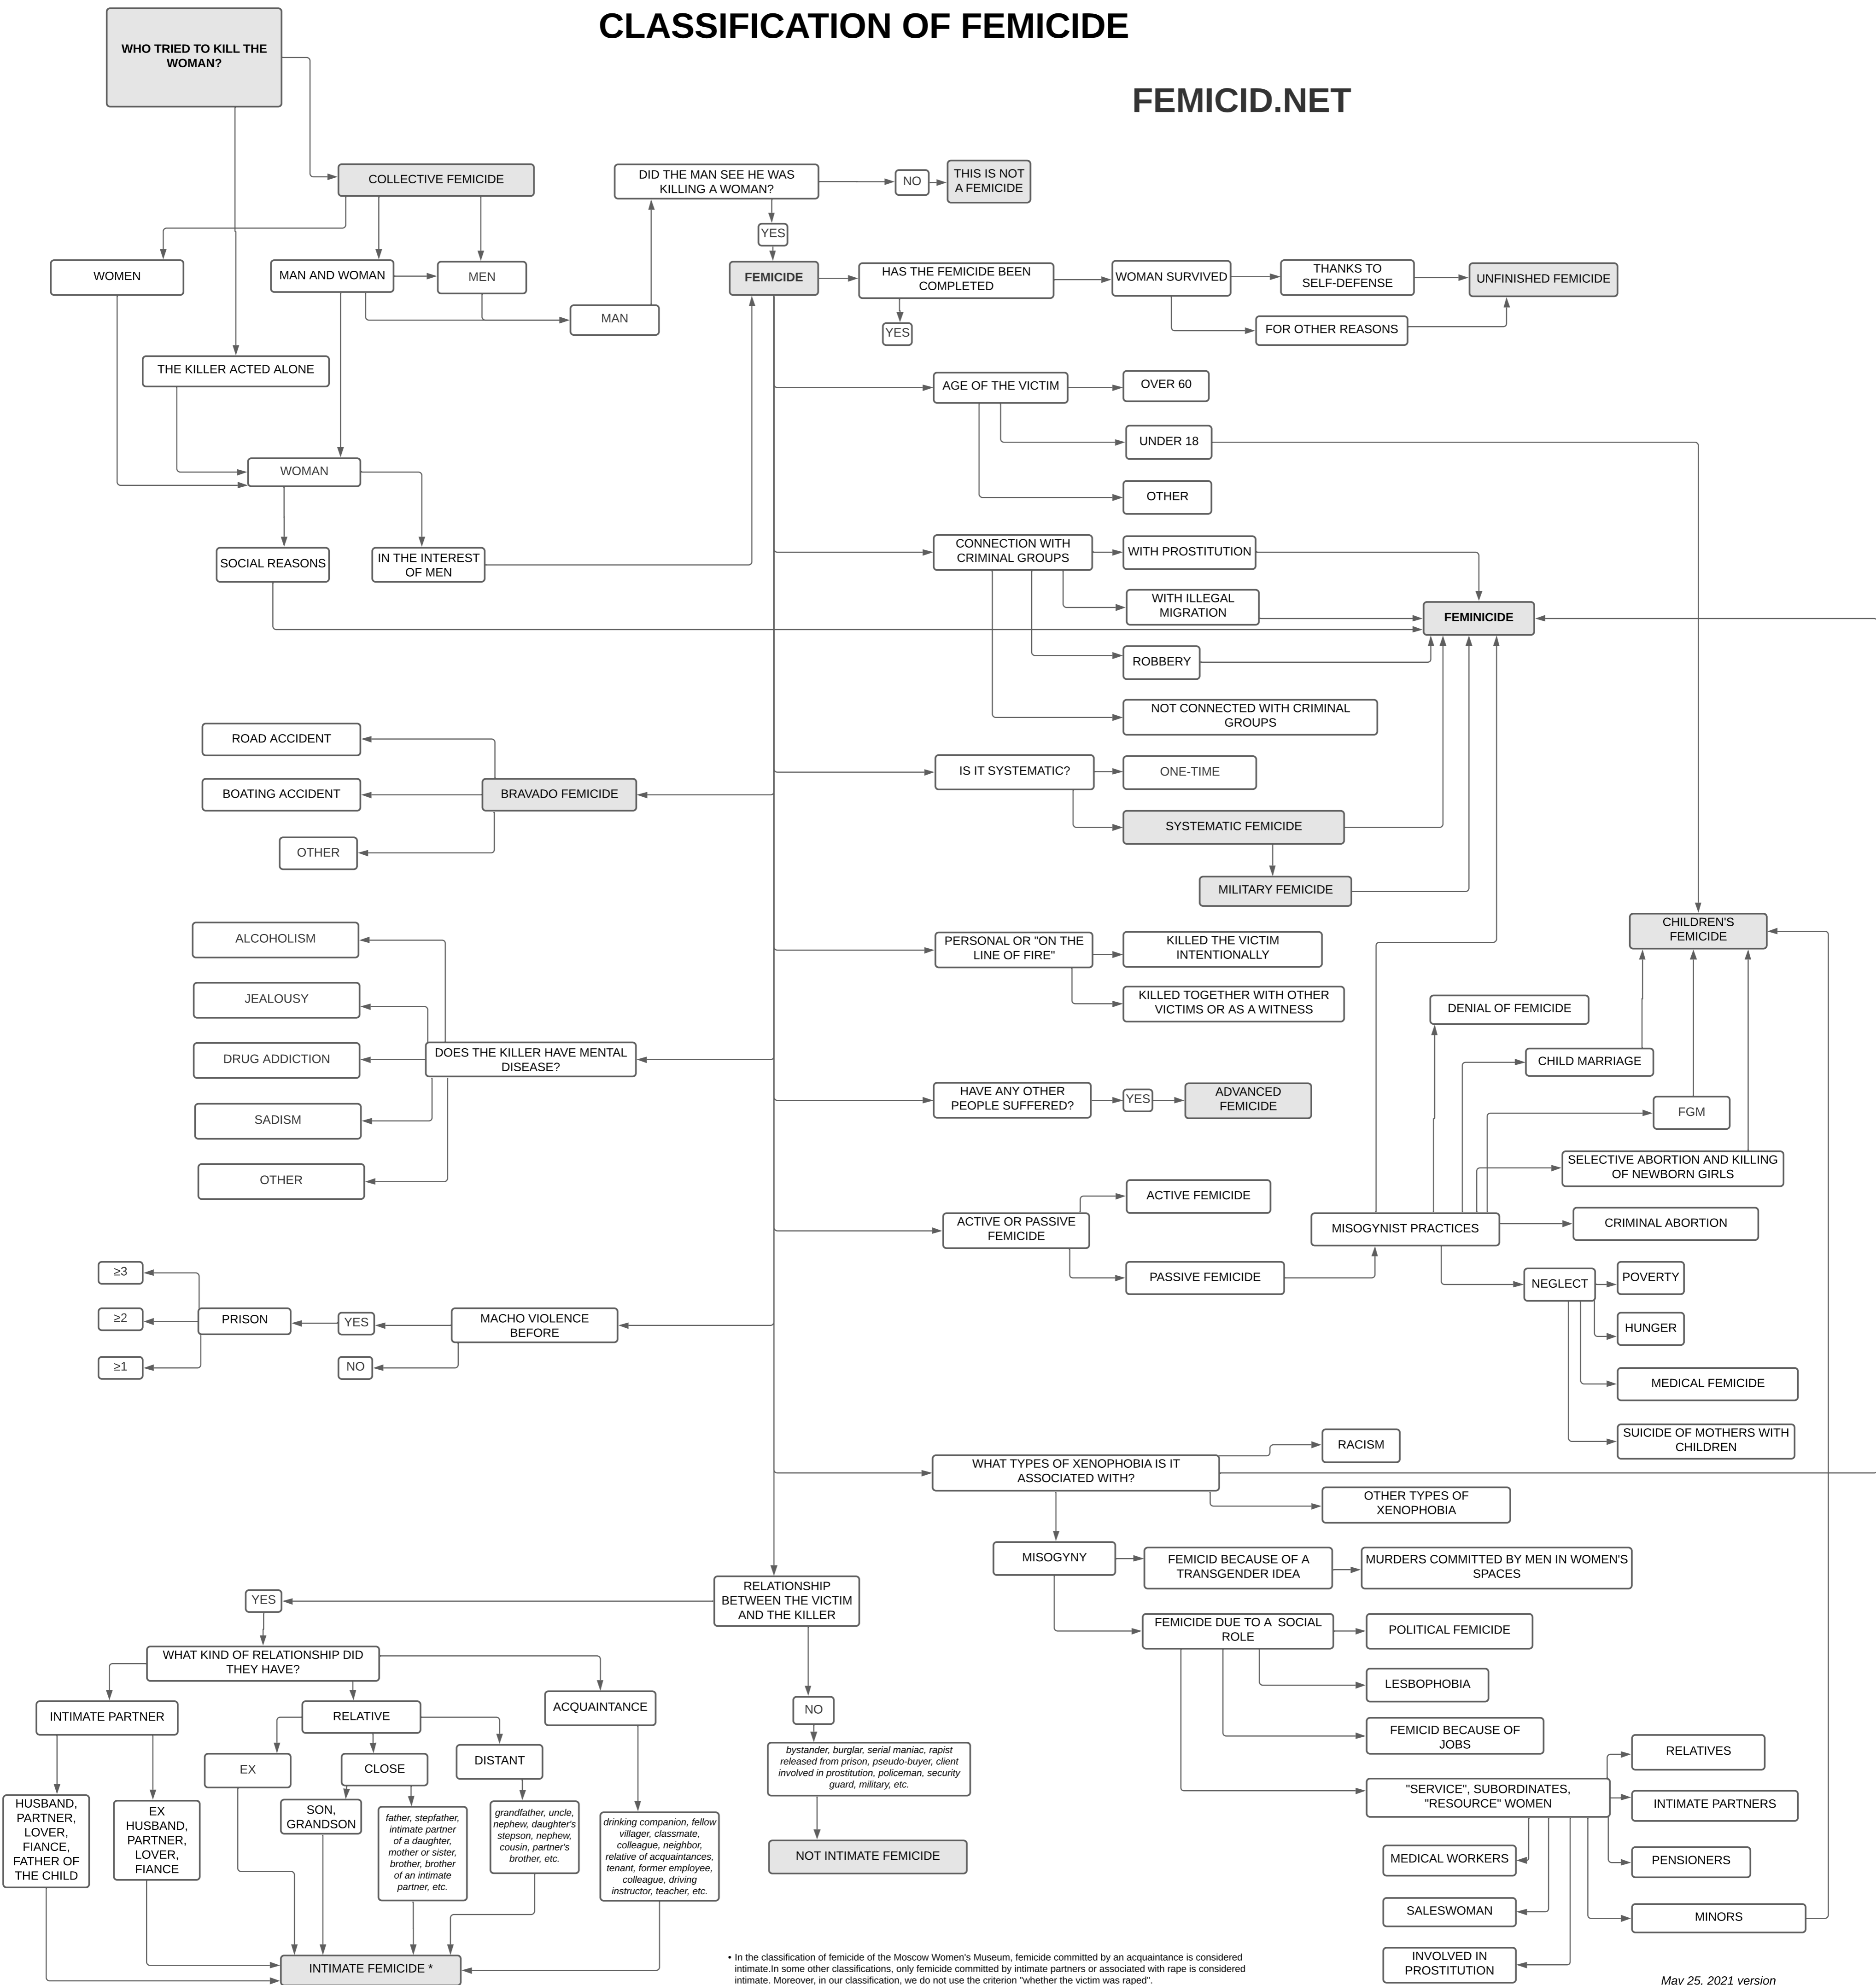 CLASSIFICATION OF FEMICIDE
FEMICID.NET
WHO TRIED TO KILL THE
WOMAN?
COLLECTIVE FEMICIDE
WOMEN
MAN AND WOMAN
MEN
MAN
THE KILLER ACTED ALONE
WOMAN
SOCIAL REASONS
IN THE INTEREST
OF MEN
DID THE MAN SEE HE WAS
KILLING A WOMAN?
NO
THIS IS NOT
A FEMICIDE
YES
FEMICIDE
HAS THE FEMICIDE BEEN
COMPLETED
YES
WOMAN SURVIVED
THANKS TO
SELF-DEFENSE
UNFINISHED FEMICIDE
FOR OTHER REASONS
AGE OF THE VICTIM
OVER 60
UNDER 18
OTHER
CONNECTION WITH
CRIMINAL GROUPS
WITH PROSTITUTION
WITH ILLEGAL
MIGRATION
FEMINICIDE
ROBBERY
NOT CONNECTED WITH CRIMINAL
GROUPS
ROAD ACCIDENT
BOATING ACCIDENT
BRAVADO FEMICIDE
OTHER
IS IT SYSTEMATIC?
ONE-TIME
SYSTEMATIC FEMICIDE
MILITARY FEMICIDE
PERSONAL OR "ON THE
LINE OF FIRE"
KILLED THE VICTIM
INTENTIONALLY
KILLED TOGETHER WITH OTHER
VICTIMS OR AS A WITNESS
CHILDREN'S
FEMICIDE
ALCOHOLISM
JEALOUSY
DRUG ADDICTION
SADISM
OTHER
DOES THE KILLER HAVE MENTAL
DISEASE?
HAVE ANY OTHER
PEOPLE SUFFERED?
YES
ADVANCED
FEMICIDE
DENIAL OF FEMICIDE
CHILD MARRIAGE
FGM
SELECTIVE ABORTION AND KILLING
OF NEWBORN GIRLS
ACTIVE OR PASSIVE
FEMICIDE
ACTIVE FEMICIDE
PASSIVE FEMICIDE
MISOGYNIST PRACTICES
CRIMINAL ABORTION
NEGLECT
POVERTY
HUNGER
MEDICAL FEMICIDE
SUICIDE OF MOTHERS WITH
CHILDREN
≥3
≥2
≥1
PRISON
YES
NO
MACHO VIOLENCE
BEFORE
WHAT TYPES OF XENOPHOBIA IS IT
ASSOCIATED WITH?
RACISM
OTHER TYPES OF
XENOPHOBIA
MISOGYNY
FEMICID BECAUSE OF A
TRANSGENDER IDEA
MURDERS COMMITTED BY MEN IN WOMEN'S
SPACES
FEMICIDE DUE TO A  SOCIAL
ROLE
POLITICAL FEMICIDE
LESBOPHOBIA
FEMICID BECAUSE OF
JOBS
"SERVICE", SUBORDINATES,
"RESOURCE" WOMEN
RELATIVES
INTIMATE PARTNERS
PENSIONERS
MINORS
MEDICAL WORKERS
SALESWOMAN
INVOLVED IN
PROSTITUTION
RELATIONSHIP
BETWEEN THE VICTIM
AND THE KILLER
YES
WHAT KIND OF RELATIONSHIP DID
THEY HAVE?
INTIMATE PARTNER
RELATIVE
ACQUAINTANCE
EX
CLOSE
DISTANT
HUSBAND,
PARTNER,
LOVER,
FIANCE,
FATHER OF
THE CHILD
EX
HUSBAND,
PARTNER,
LOVER,
FIANCE
SON,
GRANDSON
father, stepfather,
intimate partner
of a daughter,
mother or sister,
brother, brother
of an intimate
partner, etc.
grandfather, uncle,
nephew, daughter's
stepson, nephew,
cousin, partner's
brother, etc.
drinking companion, fellow
villager, classmate,
colleague, neighbor,
relative of acquaintances,
tenant, former employee,
colleague, driving
instructor, teacher, etc.
NO
bystander, burglar, serial maniac, rapist
released from prison, pseudo-buyer, client
involved in prostitution, policeman, security
guard, military, etc.
NOT INTIMATE FEMICIDE
INTIMATE FEMICIDE *
• In the classification of femicide of the Moscow Women's Museum, femicide committed by an acquaintance is considered
intimate.In some other classifications, only femicide committed by intimate partners or associated with rape is considered
intimate. Moreover, in our classification, we do not use the criterion "whether the victim was raped".
May 25, 2021 version